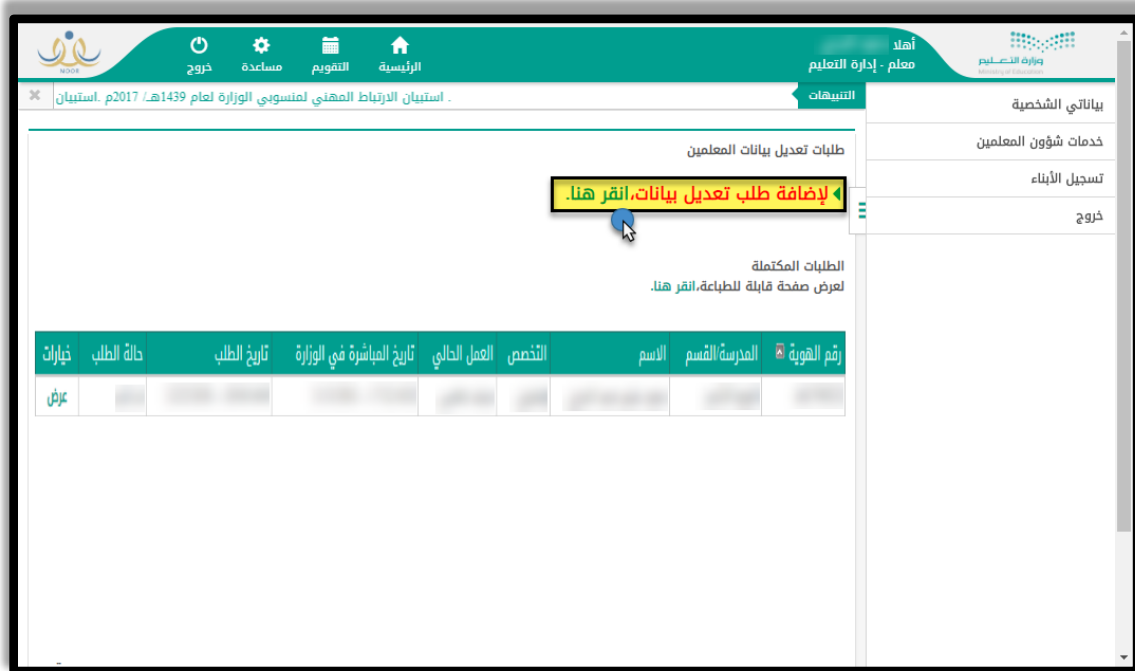 أهلا
معلم - إدارة التعليم
الرئيسية
التقويم
مساعدة
خروج
NOOR
وزارة التعـــليم
Ministry of Education
التنبيهات
. استبيان الارتباط المهني لمنسوبي الوزارة لعام 1439هـ/ 2017م .استبيان
بياناتي الشخصية
خدمات شؤون المعلمين
تسجيل الأبناء
خروج
طلبات تعديل بيانات المعلمين
لإضافة طلب تعديل بيانات،انقر هنا.
الطلبات المكتملة
لعرض صفحة قابلة للطباعة،انقر هنا.
رقم الهوية المدرسة/القسم الاسم التخصص العمل الحالي تاريخ المباشرة في الوزارة تاريخ الطلب حالة الطلب خيارات
عرض